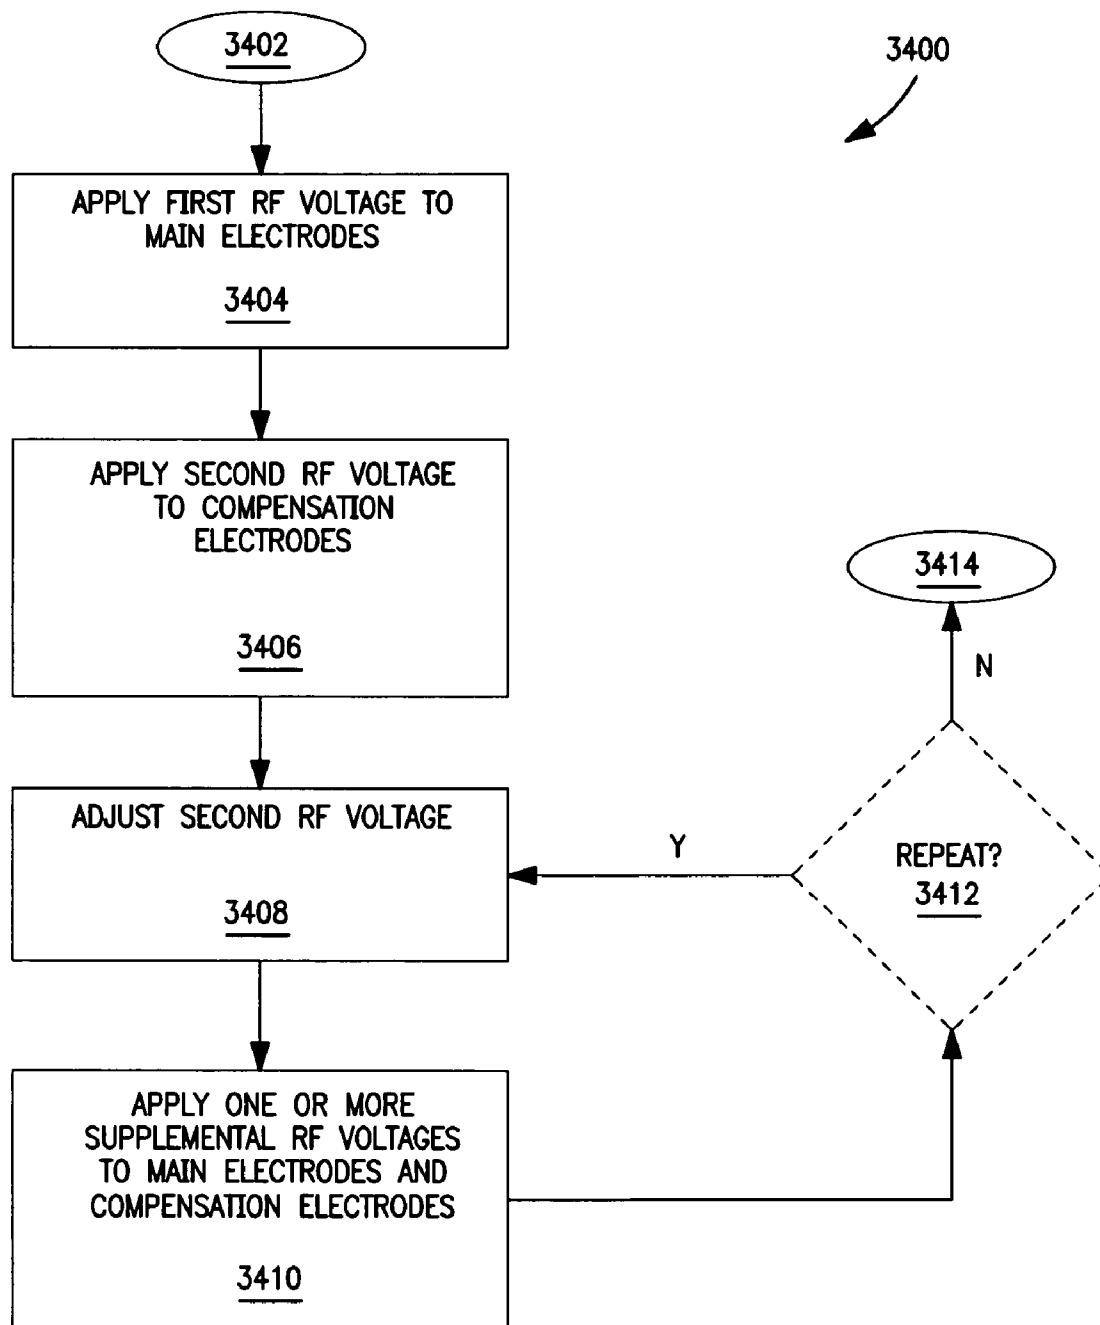 3402
3400
APPLY FIRST RF VOLTAGE TO
MAIN ELECTRODES
3404
APPLY SECOND RF VOLTAGE
TO COMPENSATION
ELECTRODES
3406
3414
N
ADJUST SECOND RF VOLTAGE
3408
Y
REPEAT?
3412
APPLY ONE OR MORE
SUPPLEMENTAL RF VOLTAGES
TO MAIN ELECTRODES AND
COMPENSATION ELECTRODES
3410